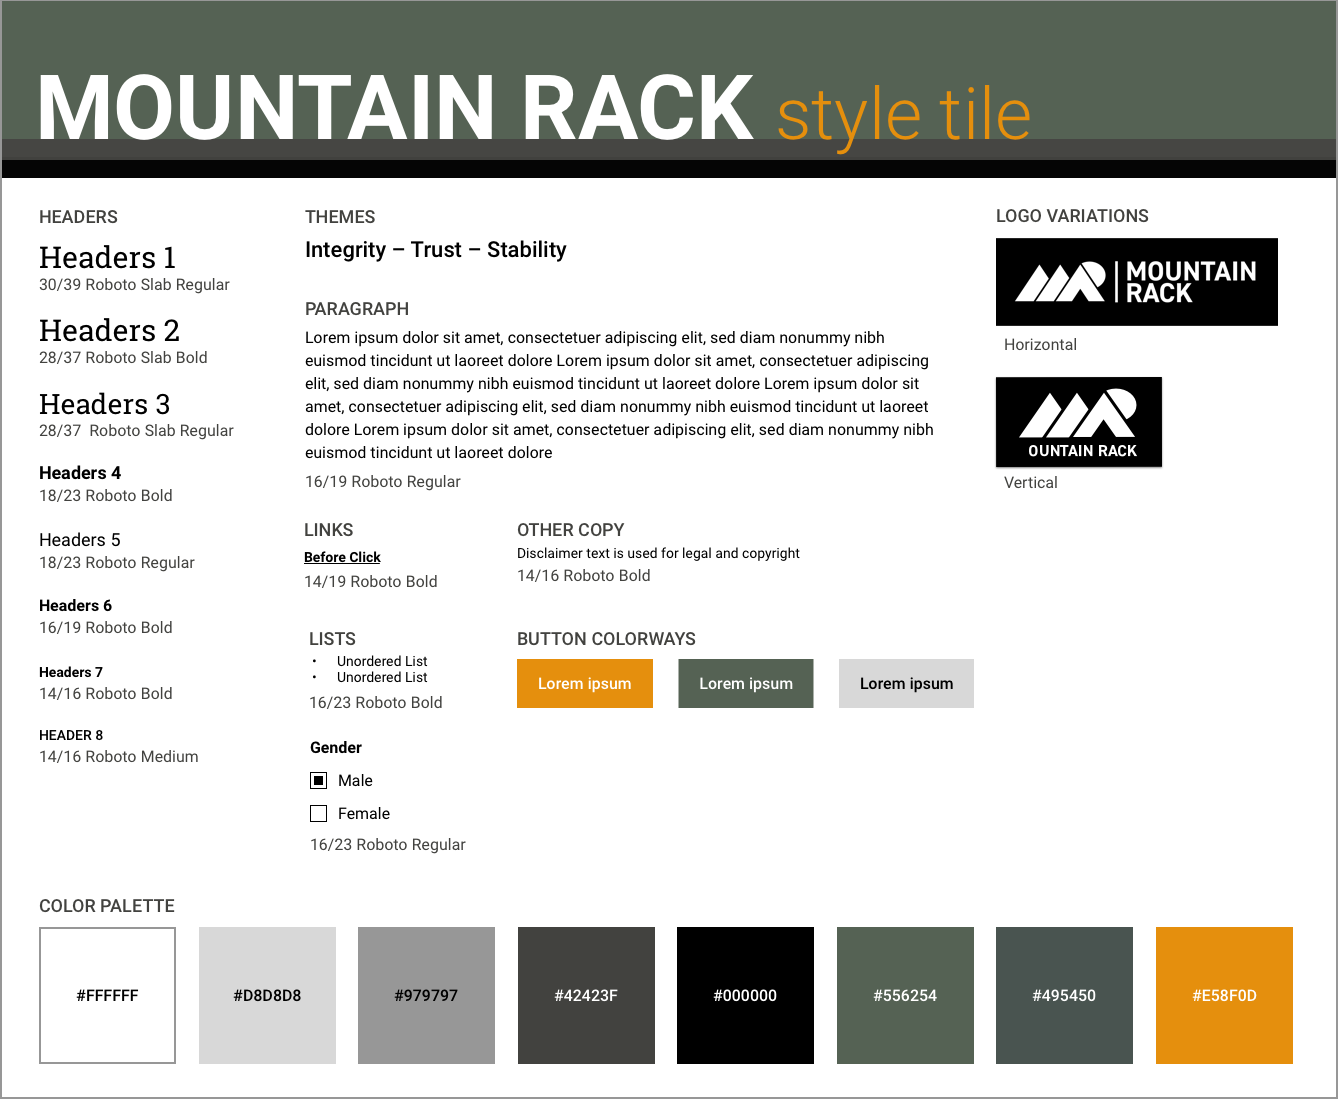 MOUNTAIN RACK style tile
HEADERS
Headers 1
30/39 Roboto Slab Regular
Headers 2
28/37 Roboto Slab Bold
Headers 3
28/37  Roboto Slab Regular
Headers 4
18/23 Roboto Bold
Headers 5
18/23 Roboto Regular
Headers 6
16/19 Roboto Bold
Headers 7
14/16 Roboto Bold
HEADER 8
14/16 Roboto Medium
THEMES
Integrity – Trust – Stability
PARAGRAPH
Lorem ipsum dolor sit amet, consectetuer adipiscing elit, sed diam nonummy nibh
euismod tincidunt ut laoreet dolore Lorem ipsum dolor sit amet, consectetuer adipiscing
elit, sed diam nonummy nibh euismod tincidunt ut laoreet dolore Lorem ipsum dolor sit
amet, consectetuer adipiscing elit, sed diam nonummy nibh euismod tincidunt ut laoreet
dolore Lorem ipsum dolor sit amet, consectetuer adipiscing elit, sed diam nonummy nibh
euismod tincidunt ut laoreet dolore
16/19 Roboto Regular
LINKS
Before Click
14/19 Roboto Bold
OTHER COPY
Disclaimer text is used for legal and copyright
14/16 Roboto Bold
LISTS
• Unordered List
• Unordered List
16/23 Roboto Bold
BUTTON COLORWAYS
Lorem ipsum
Lorem ipsum
Lorem ipsum
Gender
Male
Female
16/23 Roboto Regular
LOGO VARIATIONS
MOUNTAIN
RACK
Horizontal
OUNTAIN RACK
Vertical
COLOR PALETTE
#FFFFFF
#D8D8D8
#979797
#42423F
#000000
#556254
#495450
#E58F0D